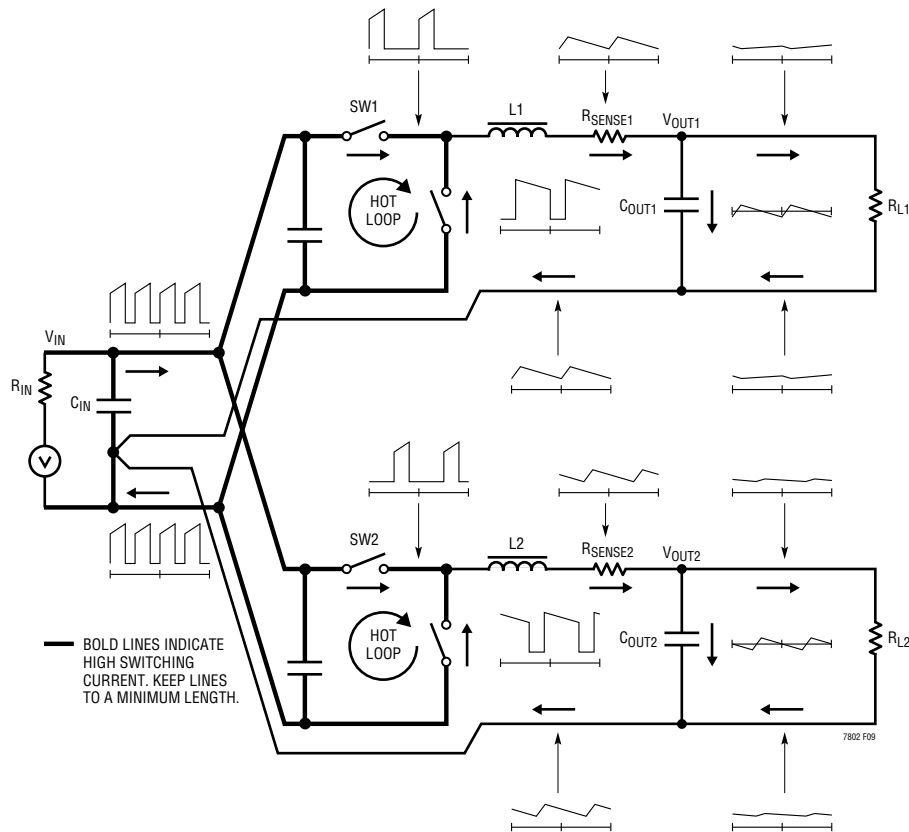 SW1
L1
RSENSE1
VOUT1
HOT
LOOP
COUT1
RL1
VIN
RIN
CIN
V
SW2
L2
RSENSE2
VOUT2
HOT
LOOP
COUT2
RL2
BOLD LINES INDICATE
HIGH SWITCHING
CURRENT. KEEP LINES
TO A MINIMUM LENGTH.
7802 F09